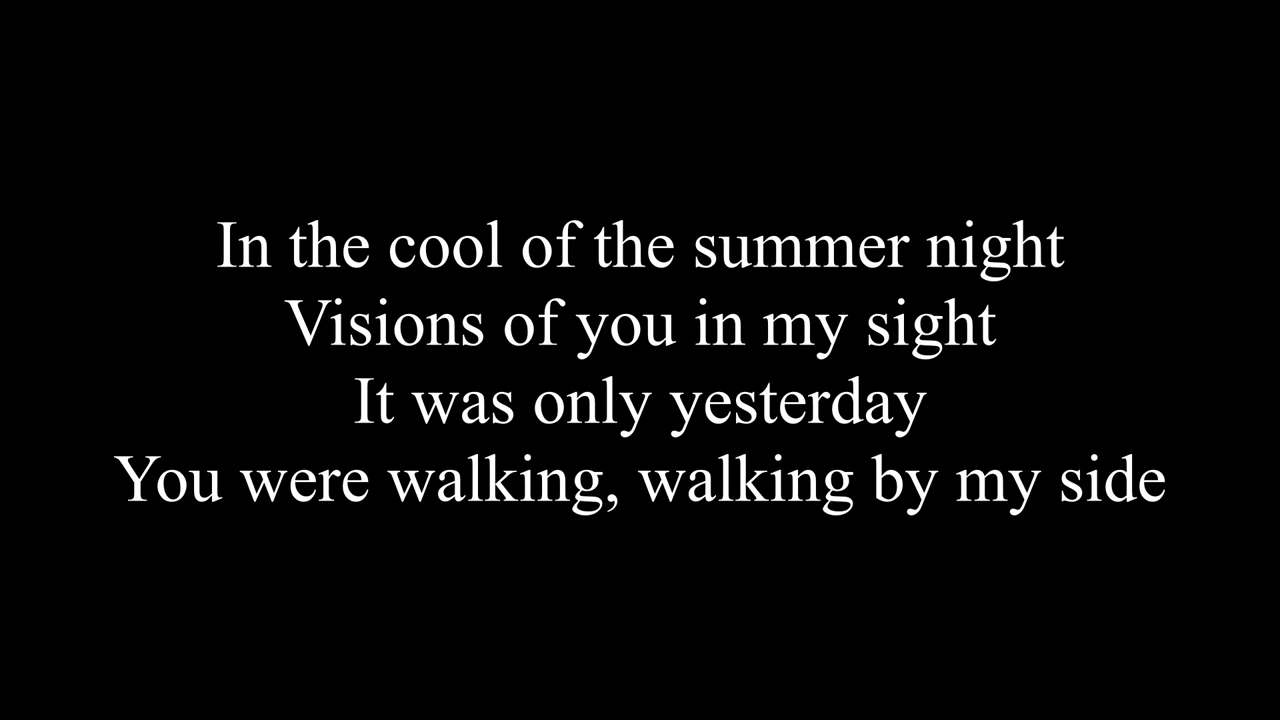 In the cool of the summer night
Visions of you in my sight
It was only yesterday
You were walking, walking by my side